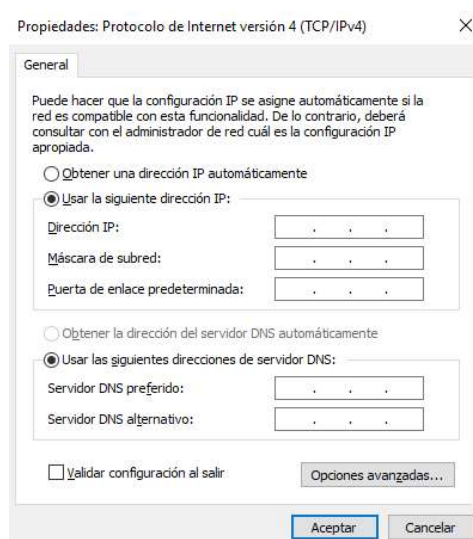 Propiedades: Protocolo de Internet versión 4 (TCP/IPv4)
General
Puede hacer que la configuración IP se asigne automáticamente si la
red es compatible con esta funcionalidad. De lo contrario, deberá
consultar con el administrador de red cuál es la configuración IP
apropiada.
Obtener una dirección IP automáticamente
Usar la siguiente dirección IP:
Dirección IP:
Máscara de subred:
Puerta de enlace predeterminada:
Obtener la dirección del servidor DNS automáticamente
Usar las siguientes direcciones de servidor DNS:
Servidor DNS preferido:
Servidor DNS alternativo:
Validar configuración al salir
Opciones avanzadas...
Aceptar
Cancelar